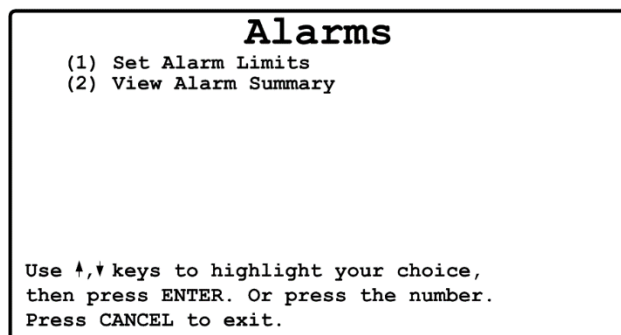 Alarms
(1) Set Alarm Limits
(2) View Alarm Summary
Use ↑,↓ keys to highlight your choice,
then press ENTER. Or press the number.
Press CANCEL to exit.